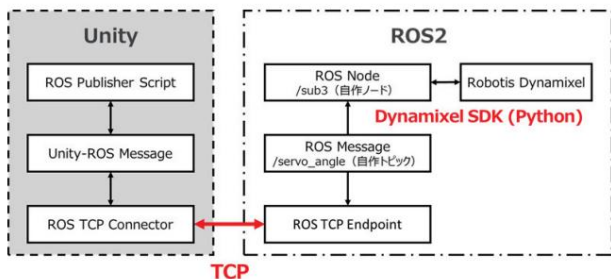 Unity
ROS Publisher Script
Unity-ROS Message
ROS TCP Connector
TCP
ROS2
ROS Node
/sub3（自作ノード）
Robotis Dynamixel
Dynamixel SDK (Python)
ROS Message
/servo_angle（自作トピック）
ROS TCP Endpoint